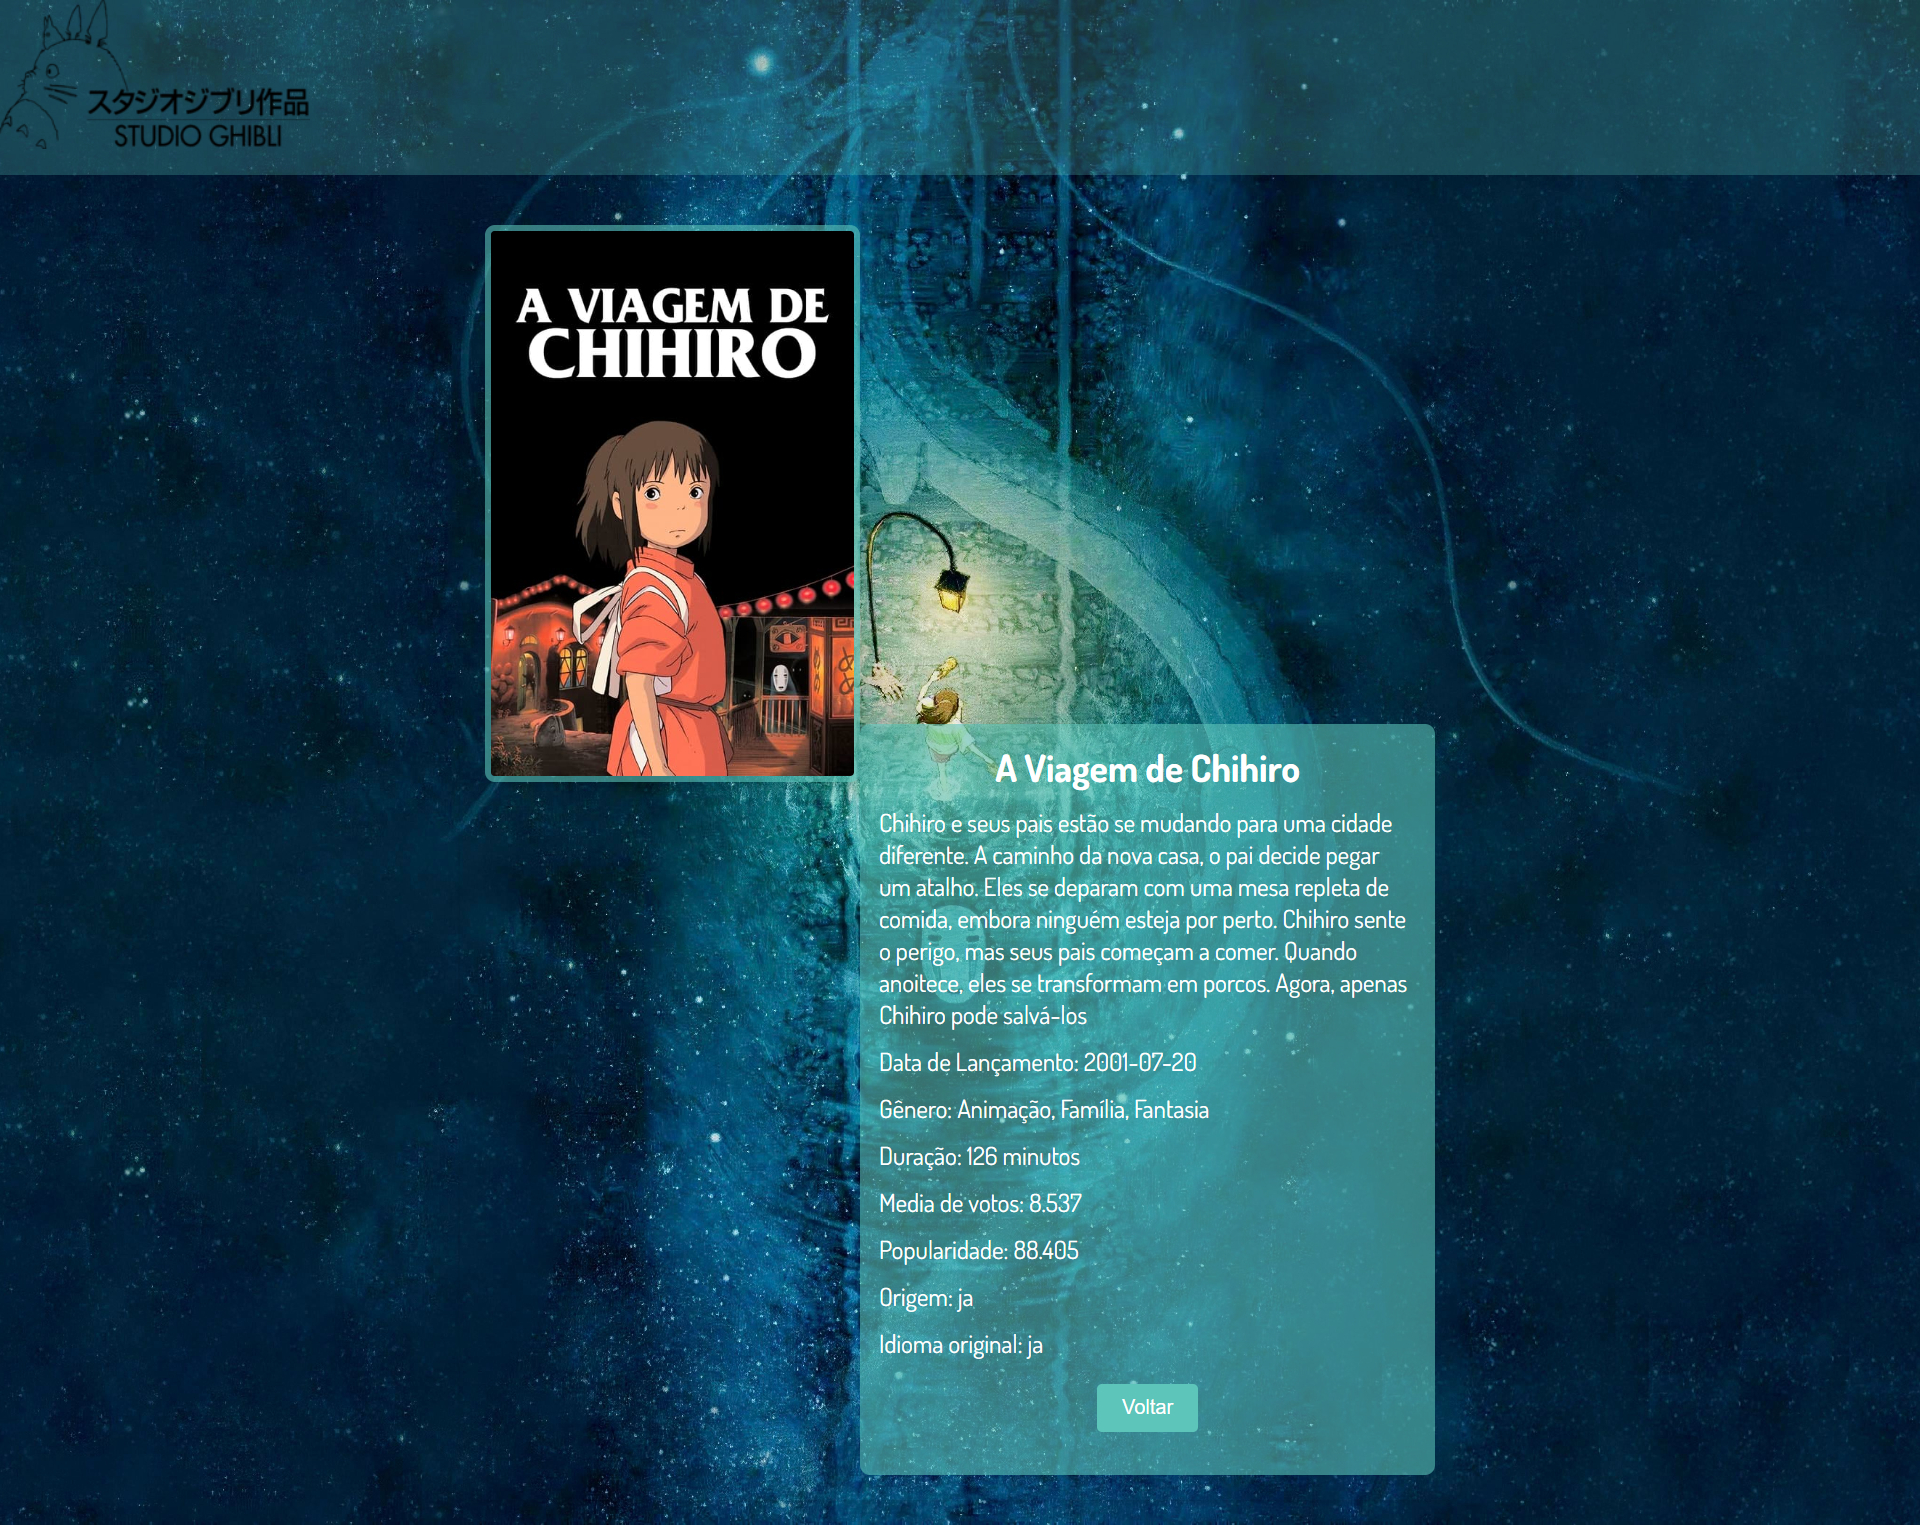 スタジオジブリ作品
STUDIO GHIBLI
A VIAGEM DE
CHIHIRO
A Viagem de Chihiro
Chihiro e seus pais estão se mudando para uma cidade
diferente. A caminho da nova casa, o pai decide pegar
um atalho. Eles se deparam com uma mesa repleta de
comida, embora ninguém esteja por perto. Chihiro sente
o perigo, mas seus pais começam a comer. Quando
anoitece, eles se transformam em porcos. Agora, apenas
Chihiro pode salvá-los
Data de Lançamento: 2001-07-20
Gênero: Animação, Família, Fantasia
Duração: 126 minutos
Media de votos: 8.537
Popularidade: 88.405
Origem: ja
Idioma original: ja
Voltar